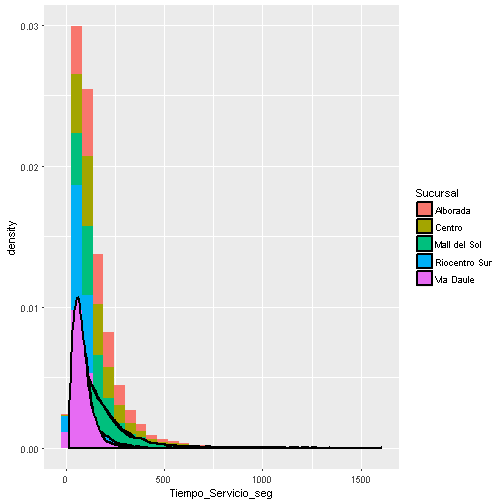 0.03
0.02
0.01
0.00
density
0
500
1000
1500
Tiempo_Servicio_seg
Sucursal
Alborada
Centro
Mall del Sol
Riocentro Sur
Via Daule